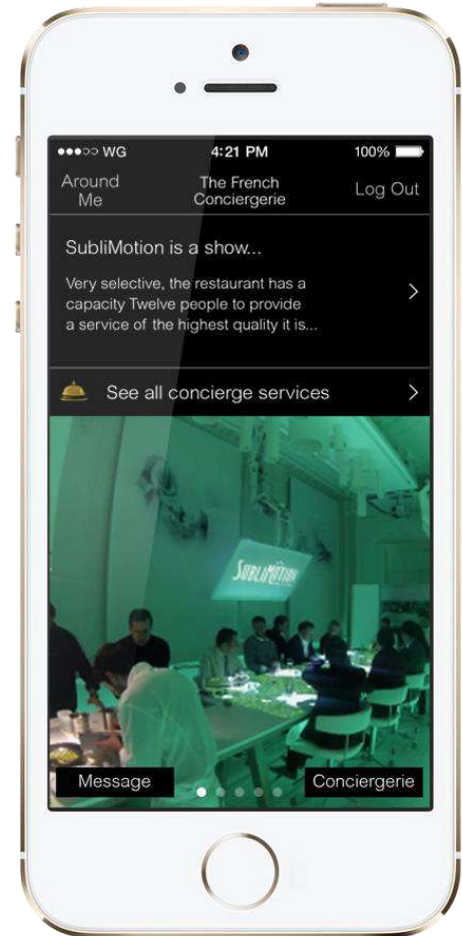 WG
4:21 PM
100%
Around
Me
The French
Conciergerie
Log Out
SubliMotion is a show...
Very selective, the restaurant has a
capacity Twelve people to provide
a service of the highest quality it is...
See all concierge services
SUBLIMOTION
Message
Conciergerie